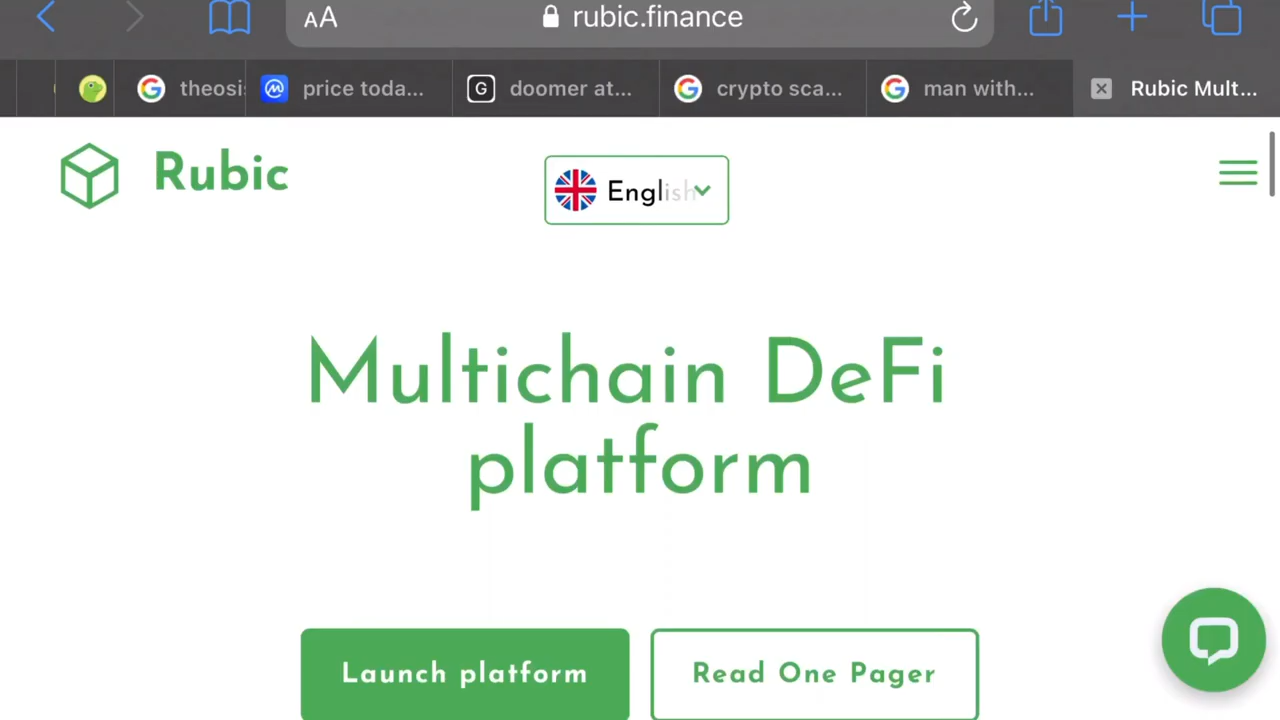 AA rubic.finance
theosi price toda... doomer at... crypto sca... man with... Rubic Mult...
Rubic
English
Multichain DeFi
platform
Launch platform Read One Pager